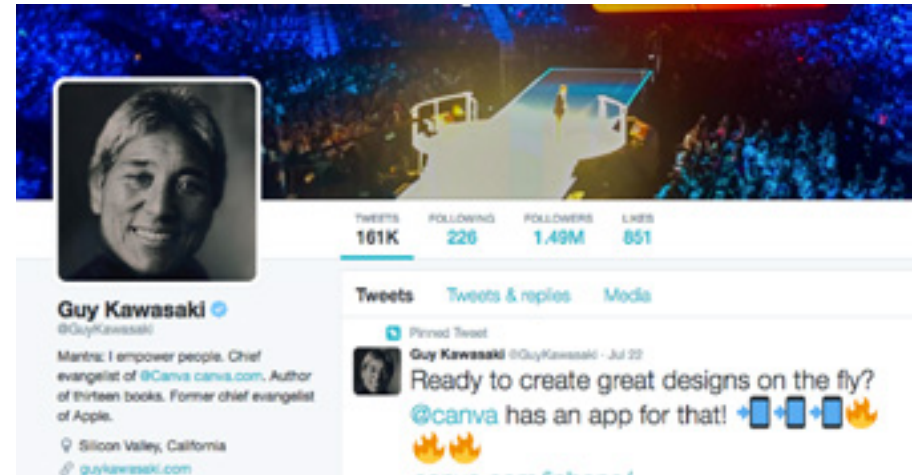 TWEETS FOLLOWING FOLLOWERS LIKES
161K 226 1.49M 851
Guy Kawasaki
@GuyKawasaki
Mantra: I empower people. Chief
evangelist of @Canva canva.com. Author
of thirteen books. Former chief evangelist
of Apple.
Silicon Valley, California
guykawasaki.com
Tweets Tweets & replies Media
Pinned Tweet
Guy Kawasaki @GuyKawasaki · Jul 22
Ready to create great designs on the fly?
@canva has an app for that! 📲📲📲🔥
🔥🔥